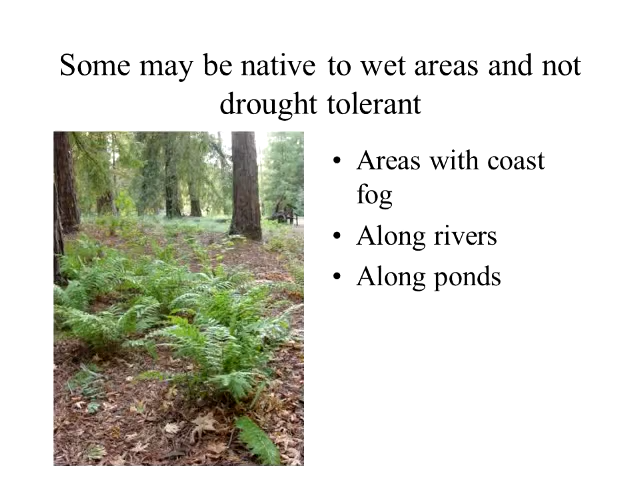 Some may be native to wet areas and not
drought tolerant
• Areas with coast
fog
• Along rivers
• Along ponds